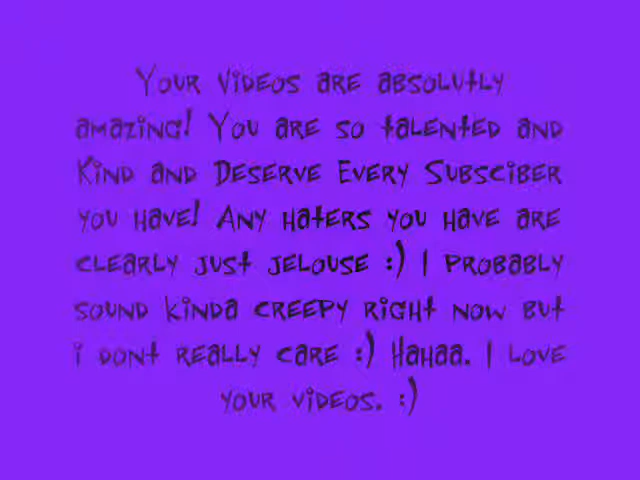 Your videos are absolutly
amazing! You are so talented and
Kind and Deserve Every Subsciber
you have! Any haters you have are
clearly just jelouse :) I probably
sound kinda creepy right now but
i dont really care :) Hahaa. I love
your videos. :)